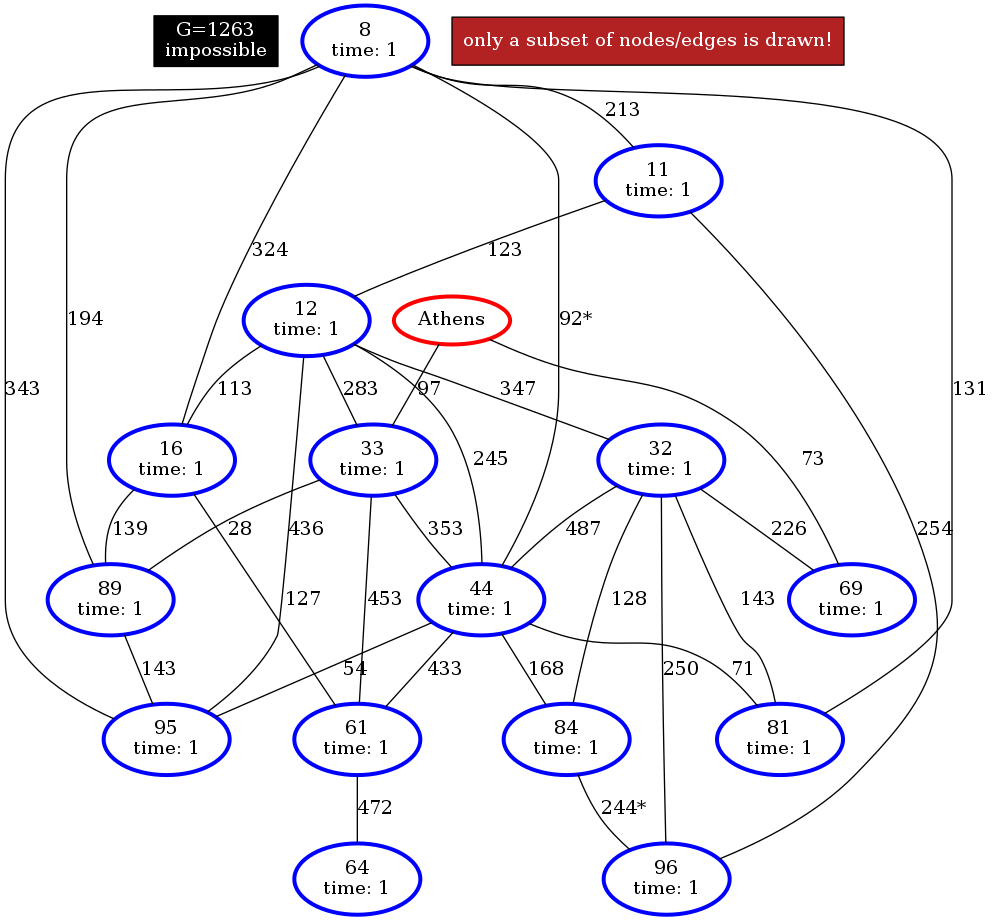 G=1263
impossible
8
time: 1
only a subset of nodes/edges is drawn!
213
11
time: 1
324
123
12
time: 1
Athens
194
92*
343
113
283
97
347
131
16
time: 1
33
time: 1
32
time: 1
245
73
139
28
436
353
487
226
254
89
time: 1
44
time: 1
69
time: 1
127
453
128
143
143
54
433
168
250
71
95
time: 1
61
time: 1
84
time: 1
81
time: 1
472
244*
64
time: 1
96
time: 1